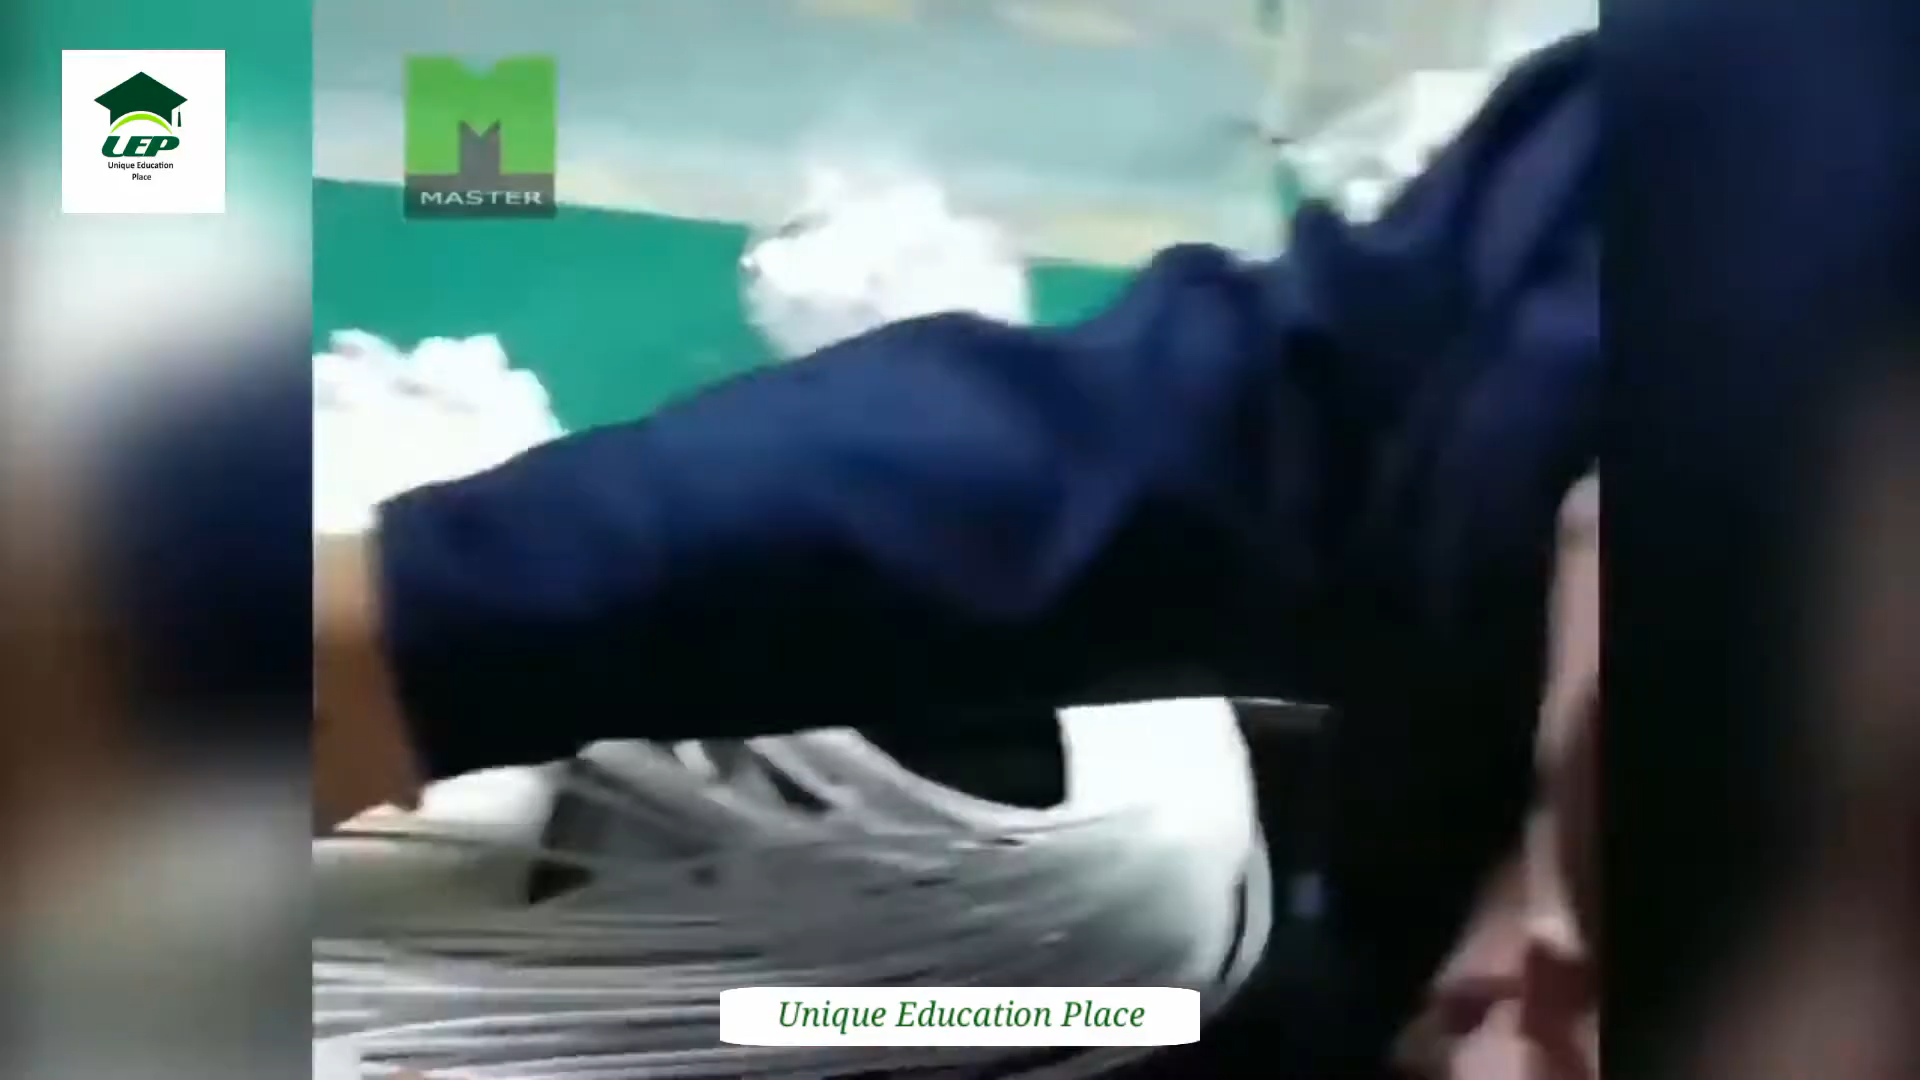 UEP
Unique Education
Place
MASTER
Unique Education Place